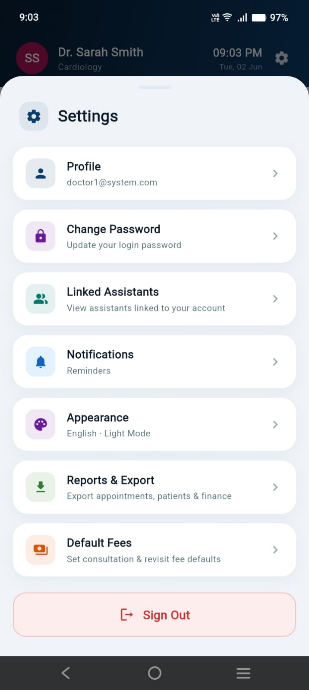 9:03
Vo) LTE
97%
SS
Dr. Sarah Smith
09:03 PM
Cardiology
Tue, 02 Jun
Settings
Profile
doctor1@system.com
Change Password
Update your login password
Linked Assistants
View assistants linked to your account
Notifications
Reminders
Appearance
English · Light Mode
Reports & Export
Export appointments, patients & finance
Default Fees
Set consultation & revisit fee defaults
Sign Out